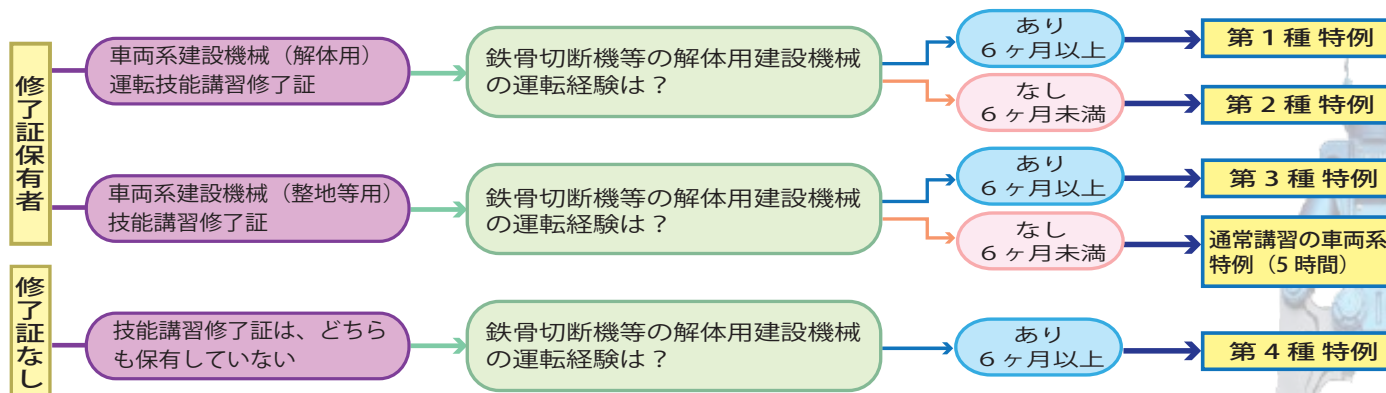 修了証保有者
車両系建設機械（解体用）
運転技能講習修了証
鉄骨切断機等の解体用建設機械
の運転経験は？
あり
６ヶ月以上
第１種 特例
なし
６ヶ月未満
第２種 特例
車両系建設機械（整地等用）
技能講習修了証
鉄骨切断機等の解体用建設機械
の運転経験は？
あり
６ヶ月以上
第３種 特例
なし
６ヶ月未満
通常講習の車両系
特例（5 時間）
修了証なし
技能講習修了証は、どちら
も保有していない
鉄骨切断機等の解体用建設機械
の運転経験は？
あり
６ヶ月以上
第４種 特例